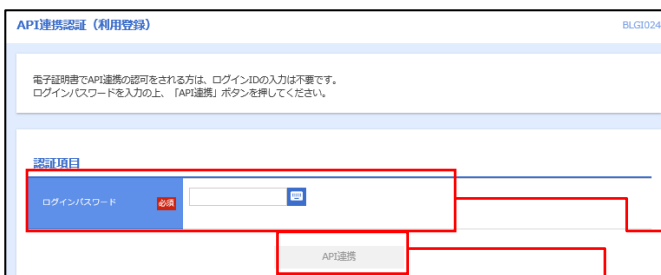 API連携認証（利用登録）
BLGI024
電子証明書でAPI連携の認可をされる方は、ログインIDの入力は不要です。
ログインパスワードを入力の上、「API連携」ボタンを押してください。
認証項目
ログインパスワード 必須
API連携